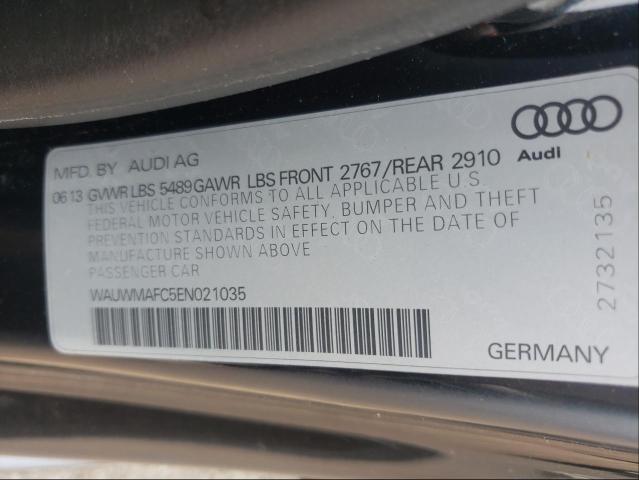 MFD. BY AUDI AG
Audi
06 13 GVWR LBS 5489 GAWR LBS FRONT 2767/REAR 2910
THIS VEHICLE CONFORMS TO ALL APPLICABLE U.S.
FEDERAL MOTOR VEHICLE SAFETY, BUMPER AND THEFT
PREVENTION STANDARDS IN EFFECT ON THE DATE OF
MANUFACTURE SHOWN ABOVE
PASSENGER CAR
WAUWMAFC5EN021035
2732135
GERMANY